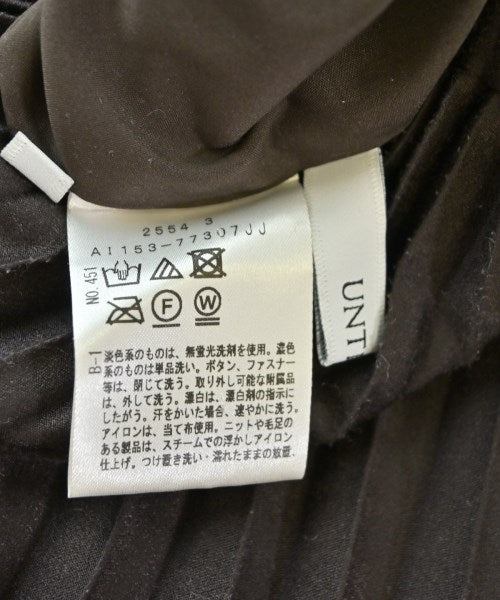 2554 3
AI153-77307JJ
NO.451
F
W
B-1
淡色系のものは、無蛍光洗剤を使用。濃色
系のものは単品洗い。ボタン、ファスナー
等は、閉じて洗う。取り外し可能な附属品
は、外して洗う。漂白は、漂白剤の指示に
したがう。汗をかいた場合、速やかに洗う。
アイロンは、当て布使用。ニットや毛足の
ある製品は、スチームでの浮かしアイロン
仕上げ。つけ置き洗い・濡れたままの放置、
UNT